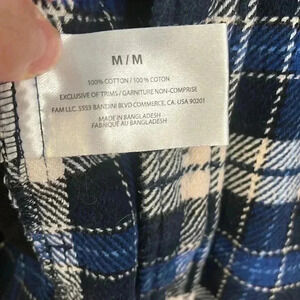 M/M
100% COTTON / 100% COTON
EXCLUSIVE OF TRIMS / GARNITURE NON-COMPRISE
FAM LLC. 5553 BANDINI BLVD COMMERCE, CA. USA 90201
MADE IN BANGLADESH
FABRIQUÉ AU BANGLADESH